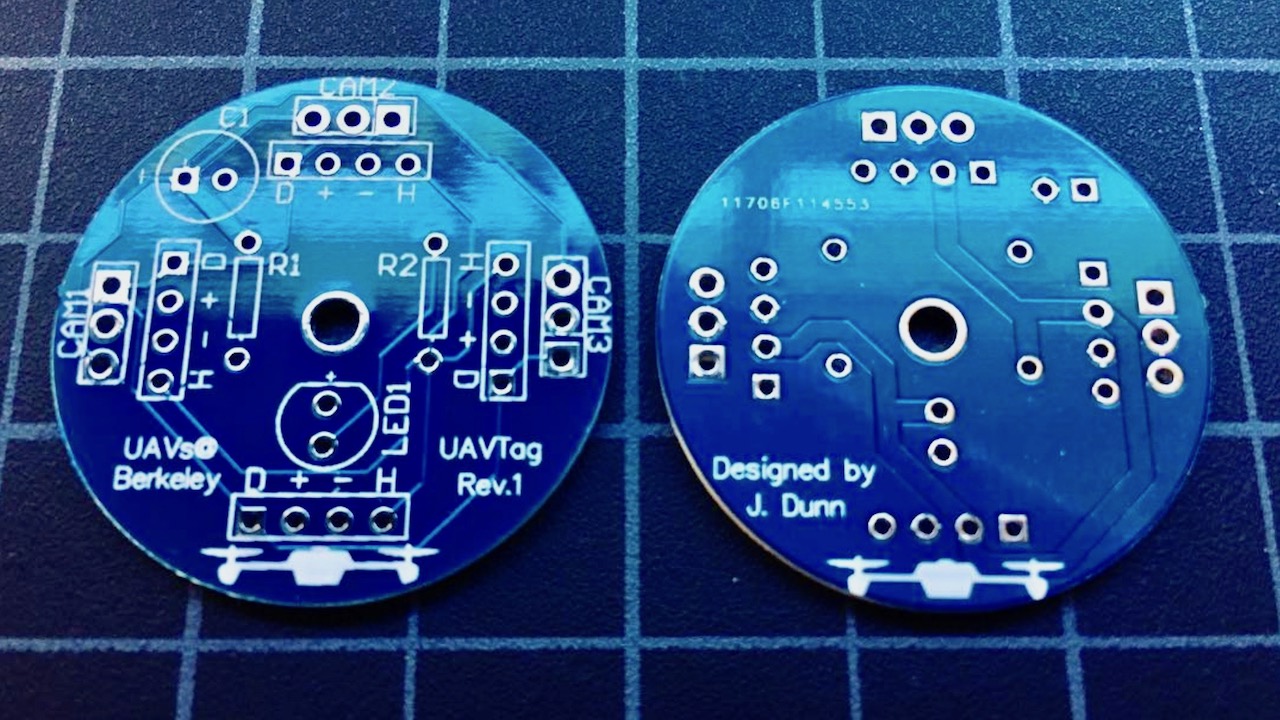 CAM2
C1
+
D + - H
D + - H
R1
R2
H - + D
CAM1
CAM3
+
LED1
UAVs@
Berkeley
UAVTag
Rev.1
D + - H
11706F114553
Designed by
J. Dunn